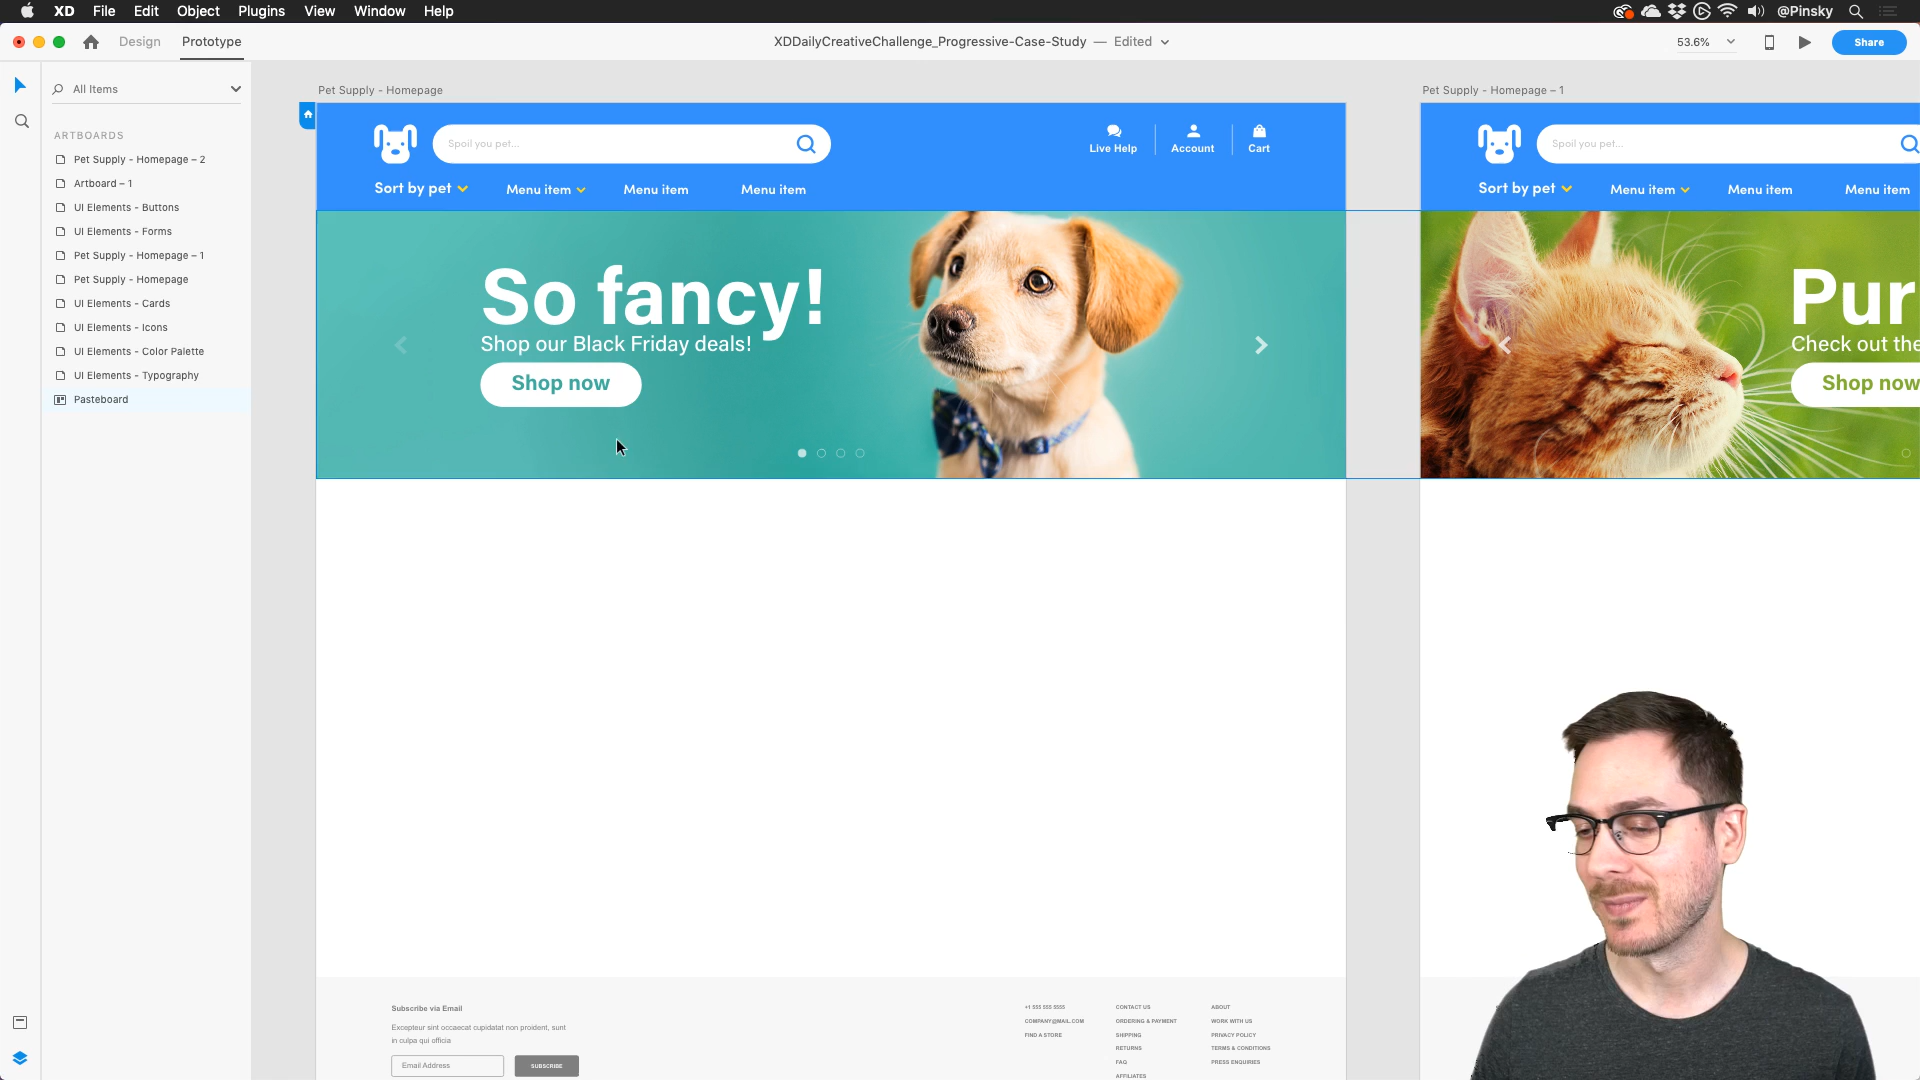 XD File Edit Object Plugins View Window Help
@Pinsky
Design Prototype
XDDailyCreativeChallenge_Progressive-Case-Study — Edited
53.6%
Share
All Items
ARTBOARDS
Pet Supply - Homepage – 2
Artboard – 1
UI Elements - Buttons
UI Elements - Forms
Pet Supply - Homepage – 1
Pet Supply - Homepage
UI Elements - Cards
UI Elements - Icons
UI Elements - Color Palette
UI Elements - Typography
Pasteboard
Pet Supply - Homepage
Spoil you pet...
Live Help
Account
Cart
Sort by pet
Menu item
Menu item
Menu item
So fancy!
Shop our Black Friday deals!
Shop now
Subscribe via Email
Excepteur sint occaecat cupidatat non proident, sunt
in culpa qui officia
Email Address
SUBSCRIBE
+1 555 555 5555
COMPANY@MAIL.COM
FIND A STORE
CONTACT US
ORDERING & PAYMENT
SHIPPING
RETURNS
FAQ
AFFILIATES
ABOUT
WORK WITH US
PRIVACY POLICY
TERMS & CONDITIONS
PRESS ENQUIRIES
Pet Supply - Homepage – 1
Spoil you pet...
Sort by pet
Menu item
Menu item
Menu item
Pur
Check out the
Shop now